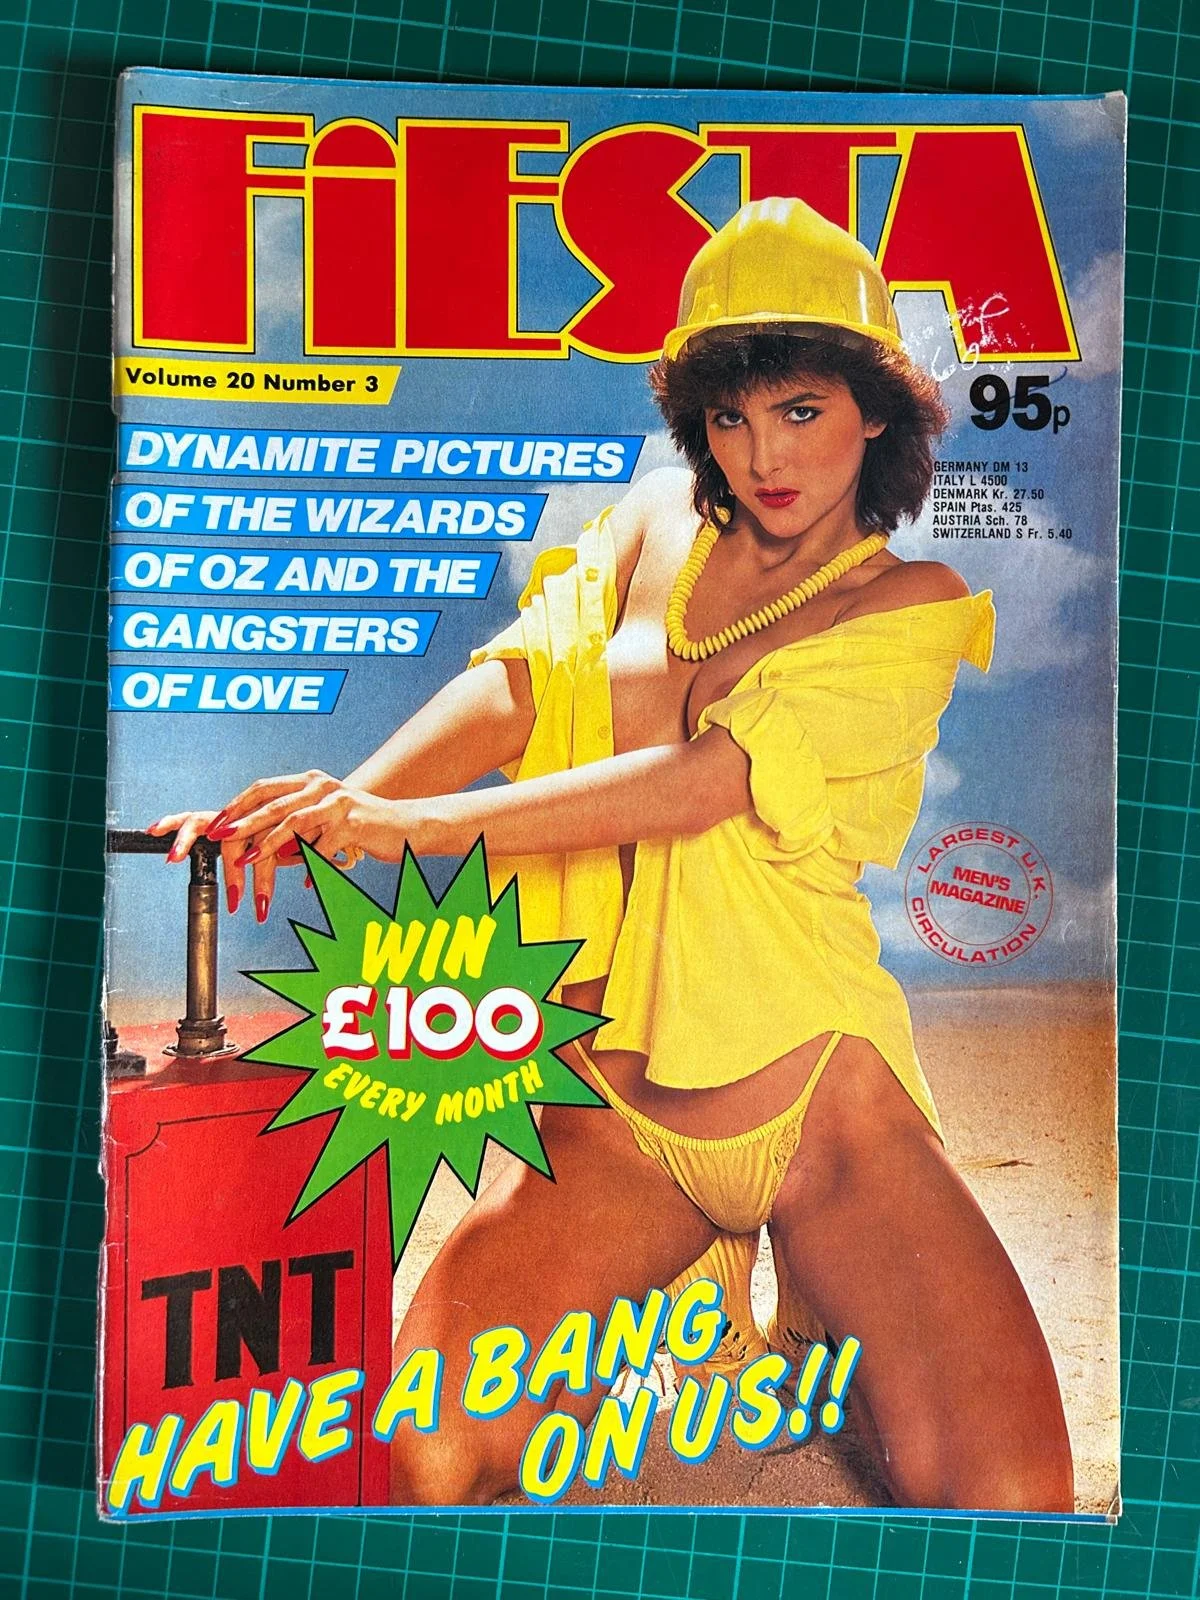 FiESTA
Volume 20 Number 3
95p
GERMANY DM 13
ITALY L 4500
DENMARK Kr. 27.50
SPAIN Ptas. 425
AUSTRIA Sch. 78
SWITZERLAND S Fr. 5.40
DYNAMITE PICTURES
OF THE WIZARDS
OF OZ AND THE
GANGSTERS
OF LOVE
LARGEST U.K.
MEN'S
MAGAZINE
CIRCULATION
WIN
£100
EVERY MONTH
TNT
HAVE A BANG
ON US!!